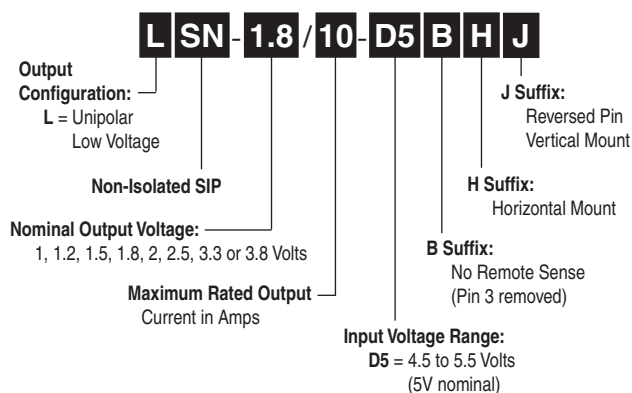 L SN - 1.8 / 10 - D5 B H J
Output
Configuration:
L = Unipolar
Low Voltage
Non-Isolated SIP
Nominal Output Voltage:
1, 1.2, 1.5, 1.8, 2, 2.5, 3.3 or 3.8 Volts
Maximum Rated Output
Current in Amps
Input Voltage Range:
D5 = 4.5 to 5.5 Volts
(5V nominal)
B Suffix:
No Remote Sense
(Pin 3 removed)
H Suffix:
Horizontal Mount
J Suffix:
Reversed Pin
Vertical Mount